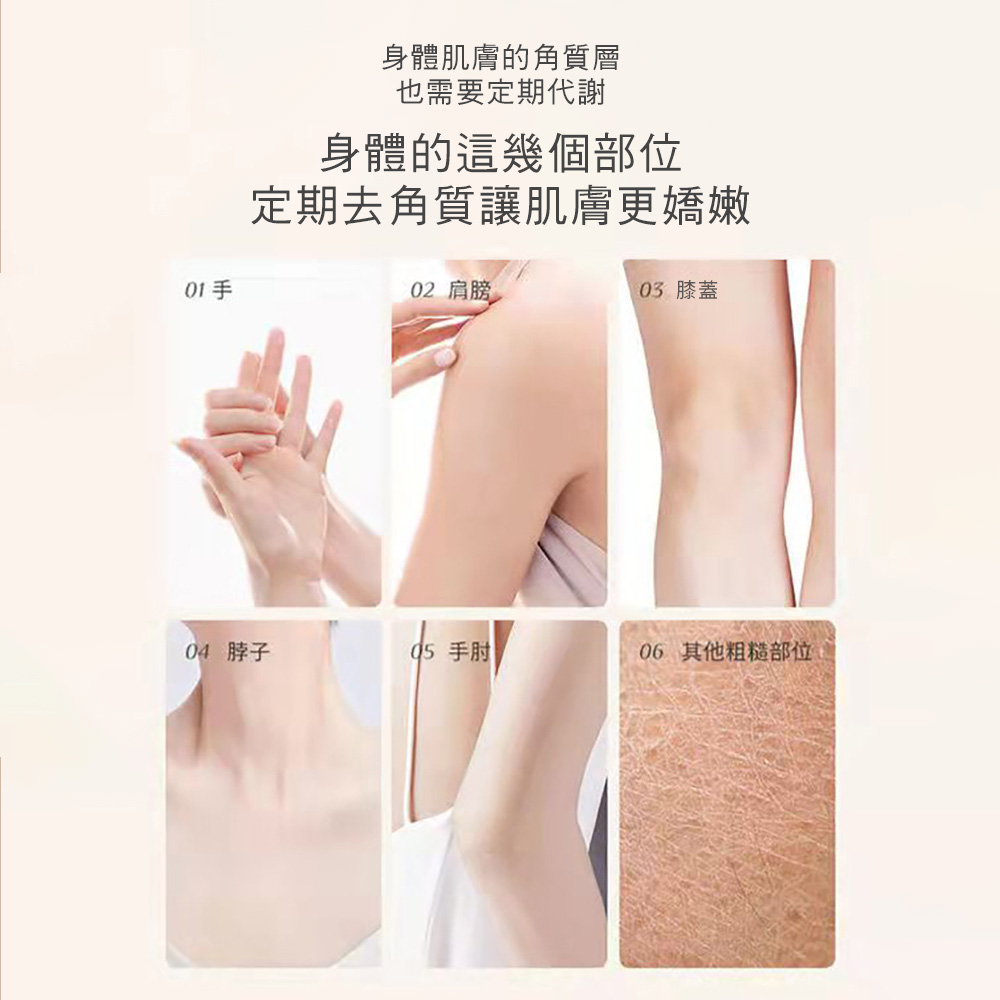 身體肌膚的角質層
也需要定期代謝
身體的這幾個部位
定期去角質讓肌膚更嬌嫩
01 手
02 肩膀
03 膝蓋
04 脖子
05 手肘
06 其他粗糙部位